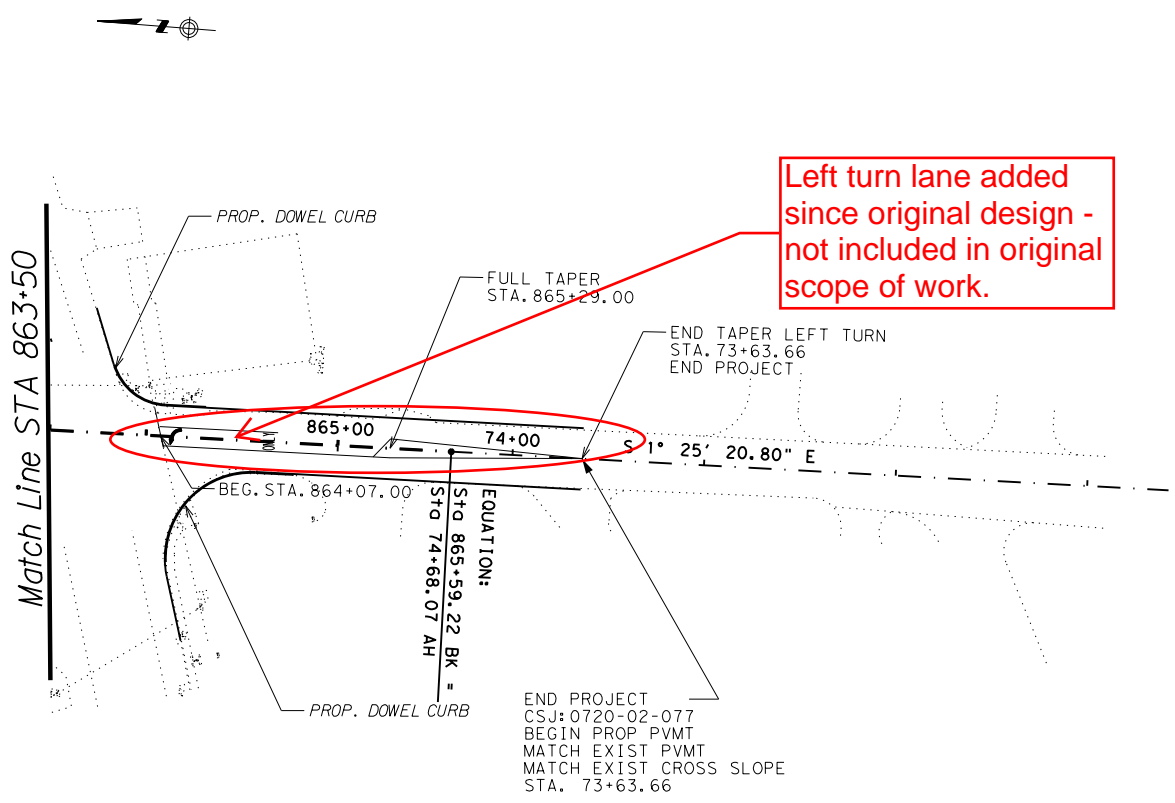 N
Left turn lane added
since original design -
not included in original
scope of work.
PROP. DOWEL CURB
FULL TAPER
STA. 865+29.00
END TAPER LEFT TURN
STA. 73+63.66
END PROJECT
Match Line STA 863+50
865+00
74+00
S 1° 25' 20.80" E
BEG. STA. 864+07.00
EQUATION:
Sta 865+59.22 BK =
Sta 74+68.07 AH
PROP. DOWEL CURB
END PROJECT
CSJ: 0720-02-077
BEGIN PROP PVMT
MATCH EXIST PVMT
MATCH EXIST CROSS SLOPE
STA. 73+63.66